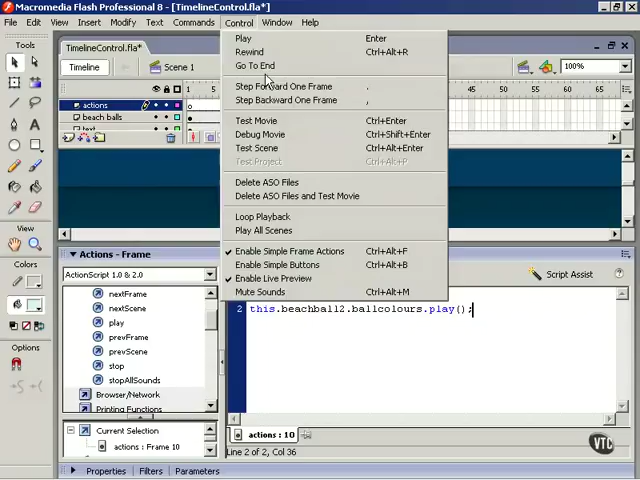 Macromedia Flash Professional 8 - [TimelineControl.fla*]
File Edit View Insert Modify Text Commands Control Window Help
Tools
View
Colors
Options
TimelineControl.fla*
Timeline Scene 1 100%
actions
beach balls
text
1 45 50 55 60 65
Play Enter
Rewind Ctrl+Alt+R
Go To End
Step Forward One Frame .
Step Backward One Frame ,
Test Movie Ctrl+Enter
Debug Movie Ctrl+Shift+Enter
Test Scene Ctrl+Alt+Enter
Test Project Ctrl+Alt+P
Delete ASO Files
Delete ASO Files and Test Movie
Loop Playback
Play All Scenes
Enable Simple Frame Actions Ctrl+Alt+F
Enable Simple Buttons Ctrl+Alt+B
Enable Live Preview
Mute Sounds Ctrl+Alt+M
Actions - Frame
ActionScript 1.0 & 2.0
Script Assist
nextFrame
nextScene
play
prevFrame
prevScene
stop
stopAllSounds
Browser/Network
Printing Functions
Current Selection
actions : Frame 10
2 this.beachball2.ballcolours.play();
actions : 10
Line 2 of 2, Col 36
Properties Filters Parameters
VTC